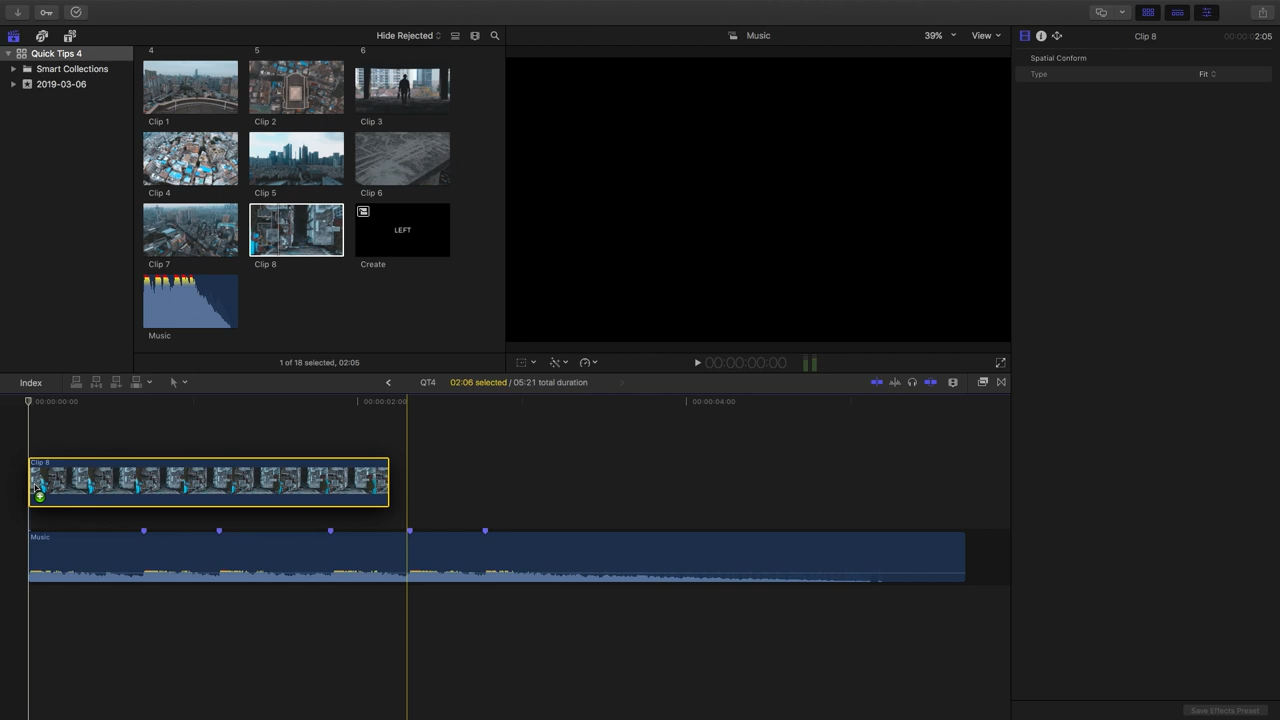 Hide Rejected
Music
39%
View
Clip 8
2:05
Quick Tips 4
Smart Collections
2019-03-06
4
5
6
Clip 1
Clip 2
Clip 3
Clip 4
Clip 5
Clip 6
LEFT
Clip 7
Clip 8
Create
Music
1 of 18 selected, 02:05
00:00:00:00
Spatial Conform
Type
Fit
Index
QT4
02:06 selected / 05:21 total duration
00:00:00:00
00:00:02:00
00:00:04:00
Clip 8
Music
Save Effects Preset